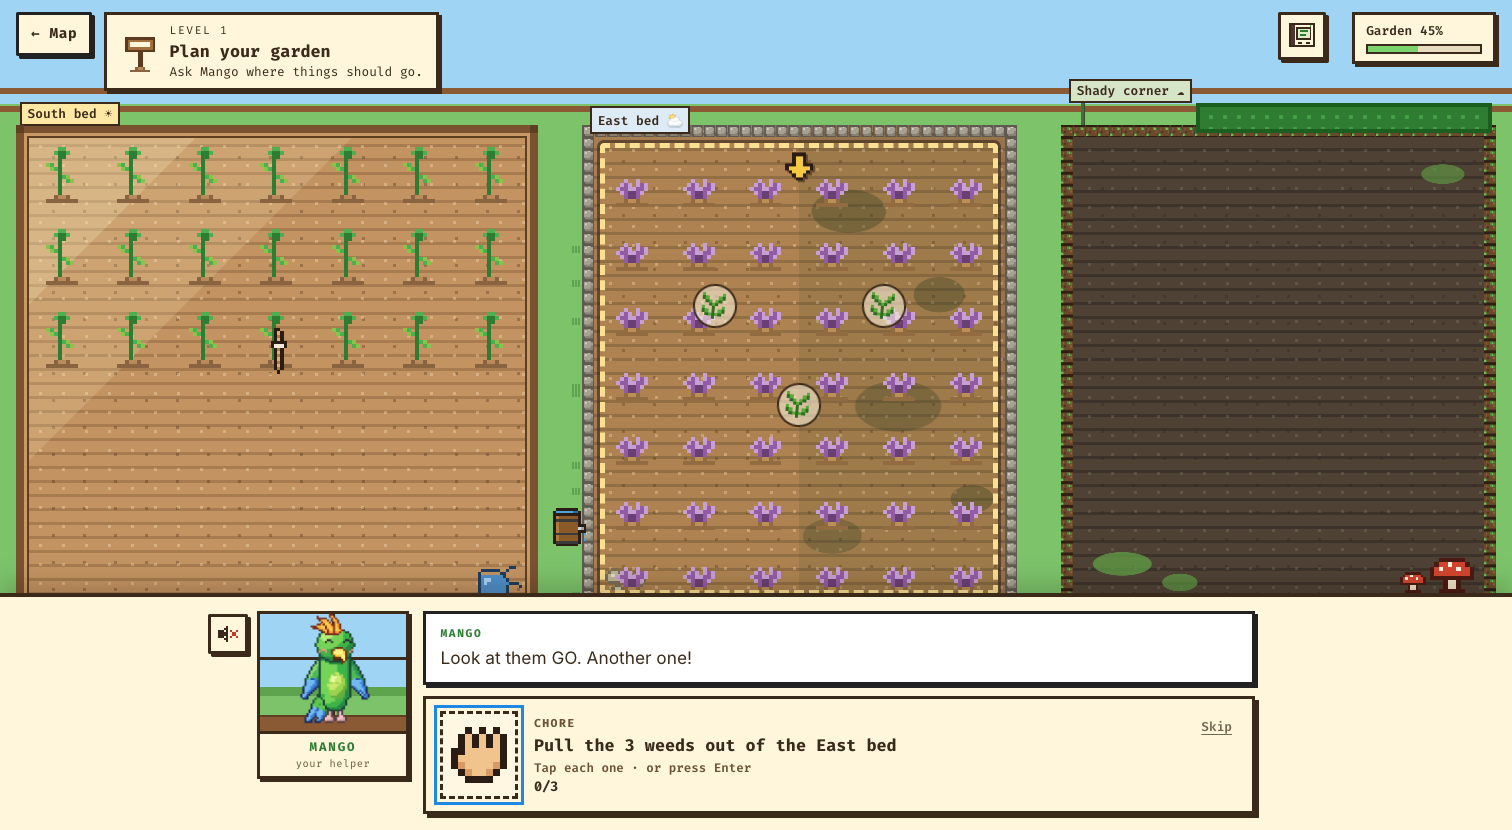 ← Map
LEVEL 1
Plan your garden
Ask Mango where things should go.
Garden 45%
Shady corner ☁
South bed ☀
East bed 🌥️
MANGO
Look at them GO. Another one!
CHORE
Pull the 3 weeds out of the East bed
Tap each one · or press Enter
0/3
Skip
MANGO
your helper